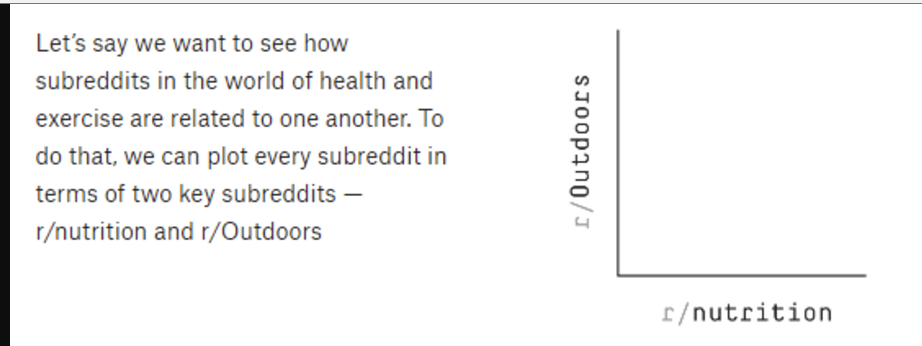 Let’s say we want to see how
subreddits in the world of health and
exercise are related to one another. To
do that, we can plot every subreddit in
terms of two key subreddits —
r/nutrition and r/Outdoors
r/Outdoors
r/nutrition